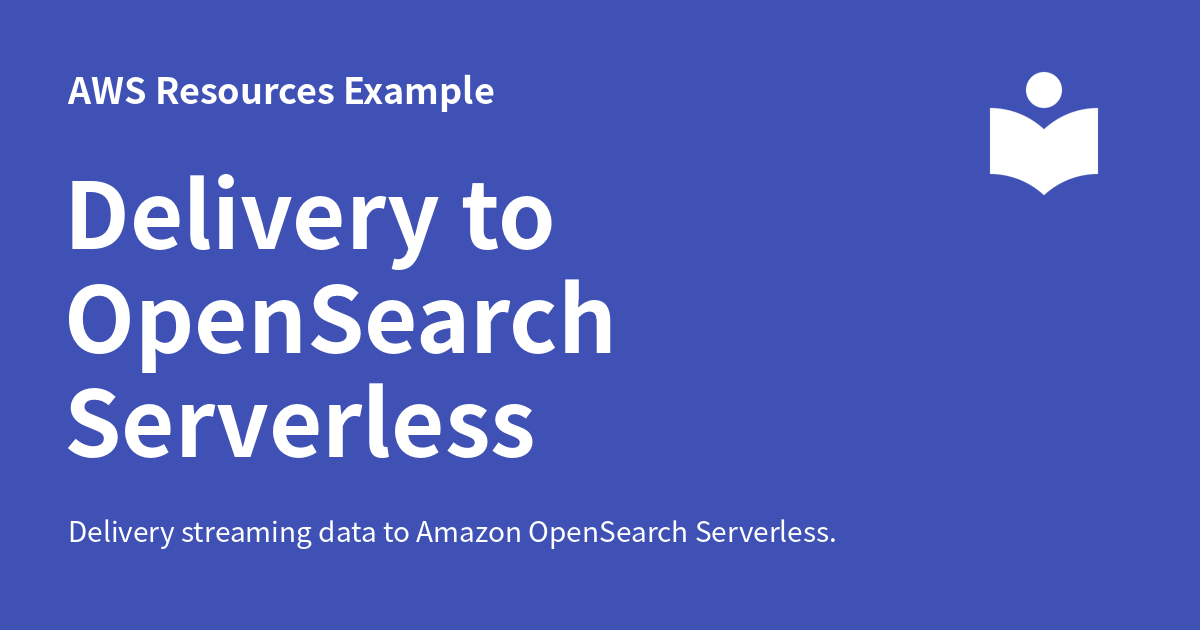 AWS Resources Example
Delivery to
OpenSearch
Serverless
Delivery streaming data to Amazon OpenSearch Serverless.